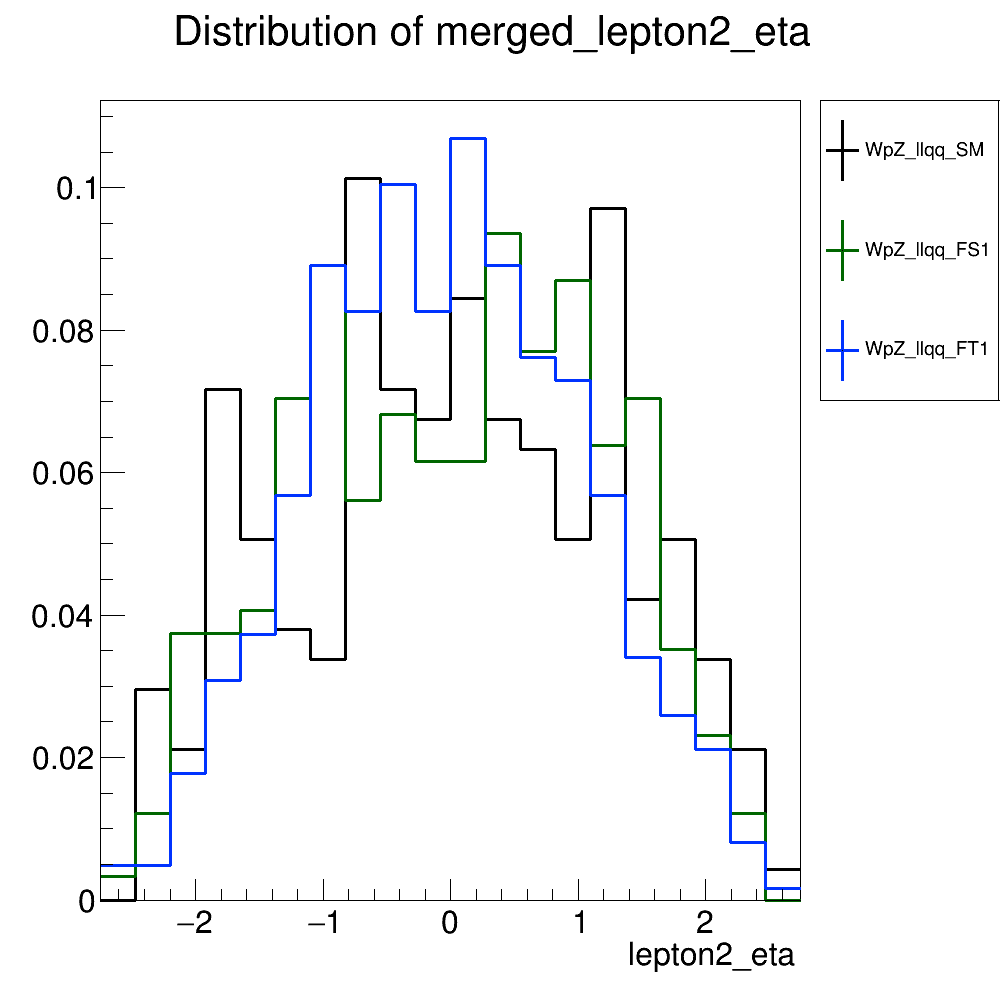 Distribution of merged_lepton2_eta
WpZ_llqq_SM
WpZ_llqq_FS1
WpZ_llqq_FT1
0.1
0.08
0.06
0.04
0.02
0
−2 −1 0 1 2
lepton2_eta